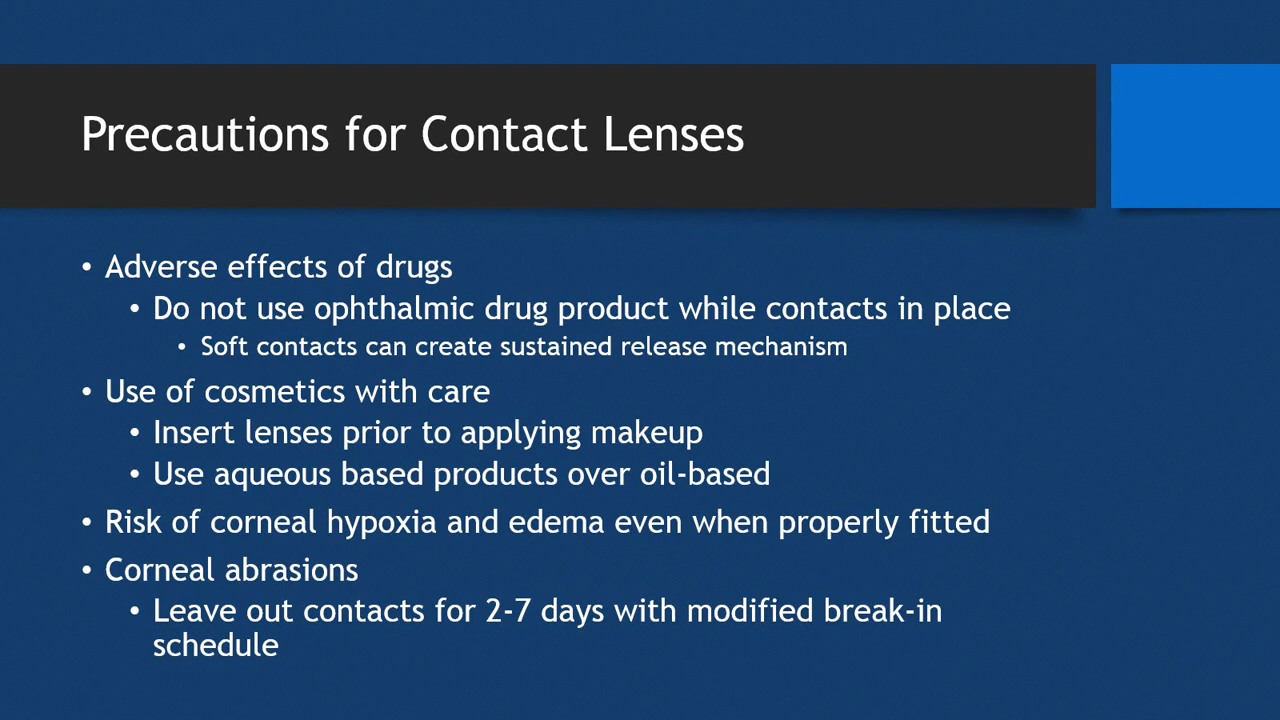 Precautions for Contact Lenses
• Adverse effects of drugs
• Do not use ophthalmic drug product while contacts in place
• Soft contacts can create sustained release mechanism
• Use of cosmetics with care
• Insert lenses prior to applying makeup
• Use aqueous based products over oil-based
• Risk of corneal hypoxia and edema even when properly fitted
• Corneal abrasions
• Leave out contacts for 2-7 days with modified break-in
schedule